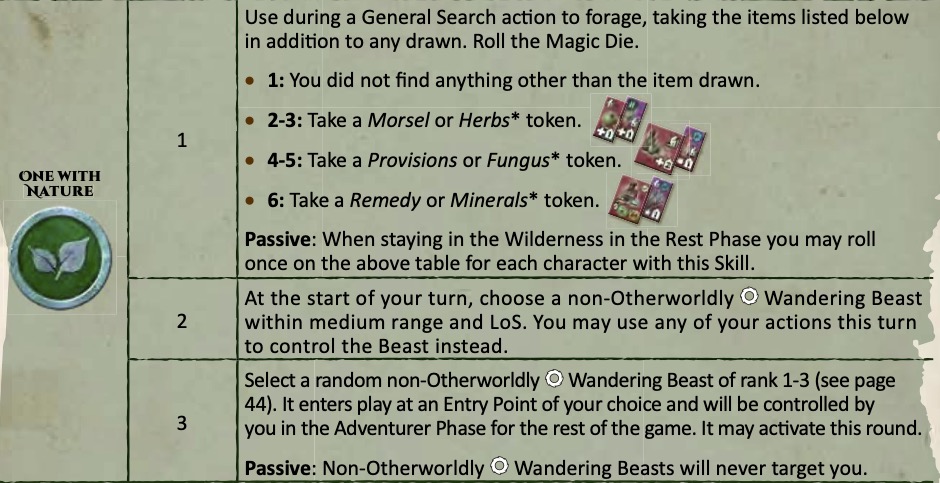 Use during a General Search action to forage, taking the items listed below
in addition to any drawn. Roll the Magic Die.
• 1: You did not find anything other than the item drawn.
• 2-3: Take a Morsel or Herbs* token.
• 4-5: Take a Provisions or Fungus* token.
• 6: Take a Remedy or Minerals* token.
Passive: When staying in the Wilderness in the Rest Phase you may roll
once on the above table for each character with this Skill.
1
ONE WITH
NATURE
At the start of your turn, choose a non-Otherworldly Wandering Beast
within medium range and LoS. You may use any of your actions this turn
to control the Beast instead.
2
Select a random non-Otherworldly Wandering Beast of rank 1-3 (see page
44). It enters play at an Entry Point of your choice and will be controlled by
you in the Adventurer Phase for the rest of the game. It may activate this round.
Passive: Non-Otherworldly Wandering Beasts will never target you.
3